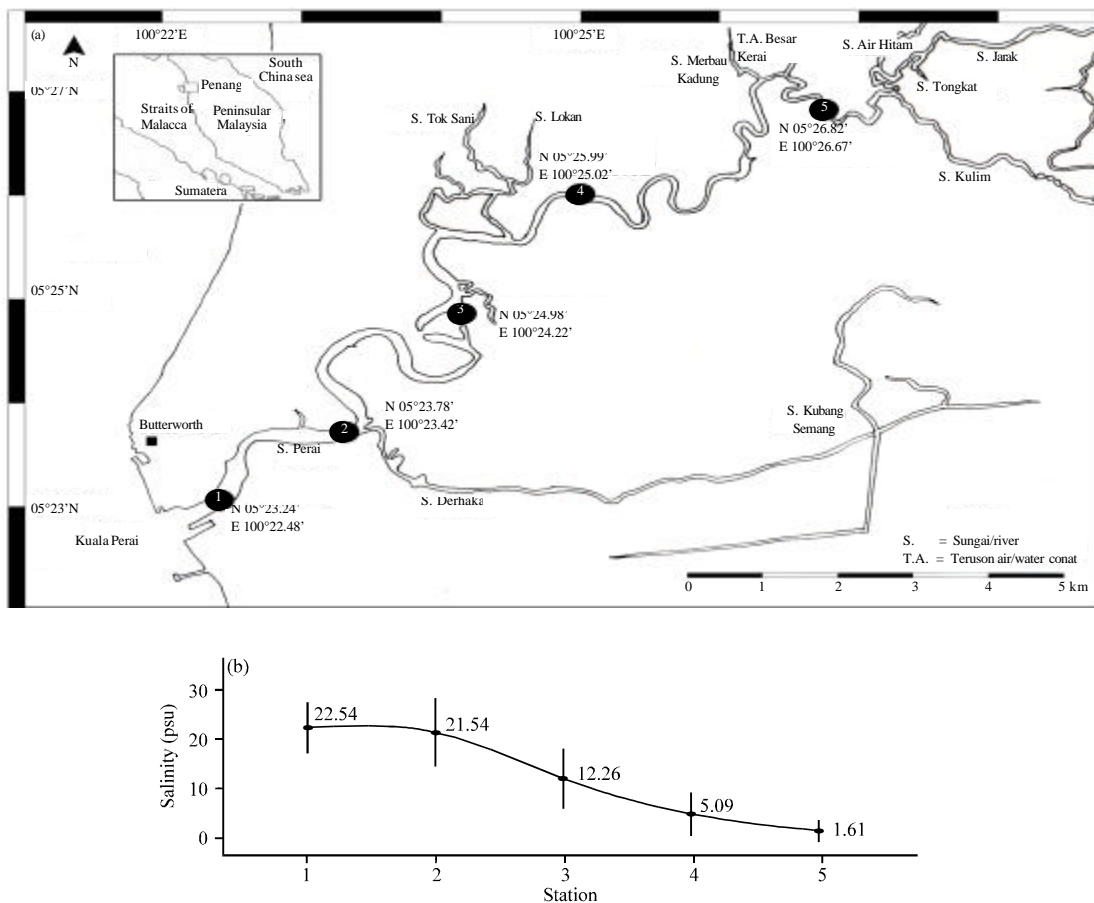 (a)
100°22'E
100°25'E
N
05°27'N
05°25'N
05°23'N
South
China sea
Penang
Straits of
Malacca
Peninsular
Malaysia
Sumatera
S. Tok Sani
S. Lokan
S. Merbau
Kadung
T.A. Besar
Kerai
S. Air Hitam
S. Jarak
S. Tongkat
S. Kulim
5
N 05°26.82'
E 100°26.67'
N 05°25.99'
E 100°25.02'
4
3
N 05°24.98'
E 100°24.22'
N 05°23.78'
E 100°23.42'
2
Butterworth
S. Perai
1
N 05°23.24'
E 100°22.48'
Kuala Perai
S. Derhaka
S. Kubang
Semang
S. = Sungai/river
T.A. = Teruson air/water conat
0 1 2 3 4 5 km
(b)
Salinity (psu)
30
20
10
0
22.54
21.54
12.26
5.09
1.61
1 2 3 4 5
Station